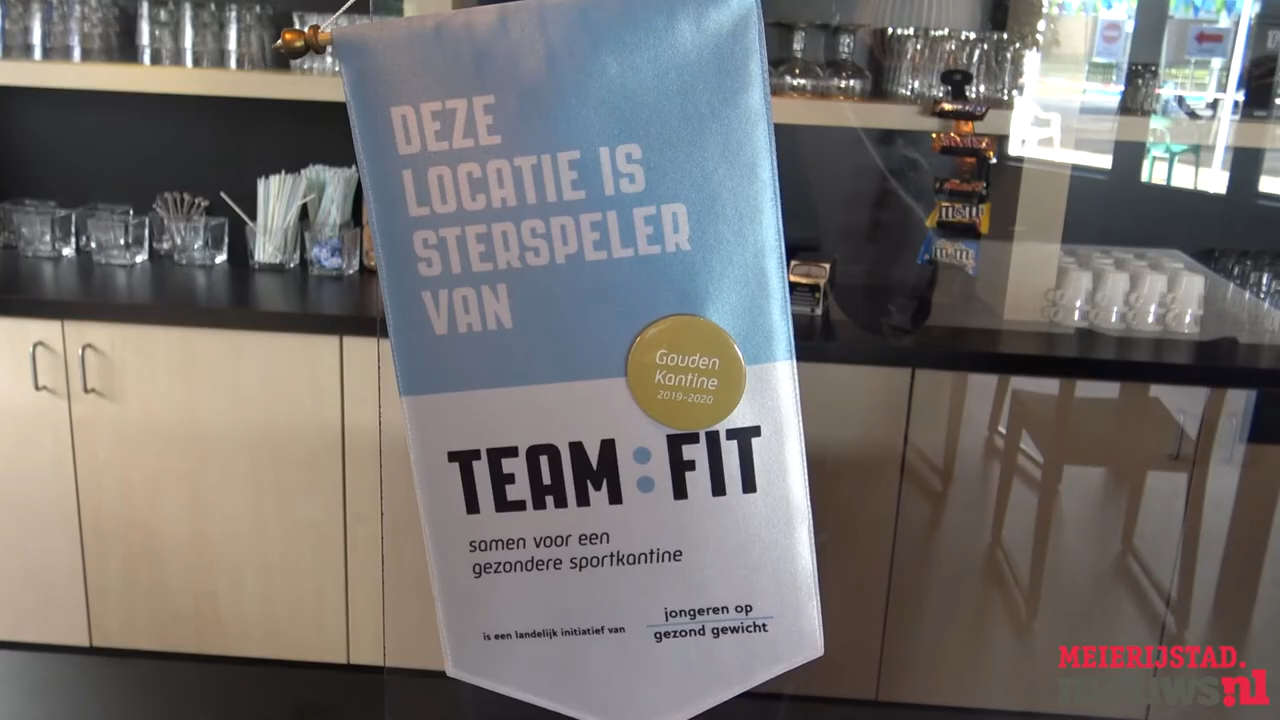 DEZE
LOCATIE IS
STERSPELER
VAN
Gouden
Kantine
2019-2020
TEAM:FIT
samen voor een
gezondere sportkantine
is een landelijk initiatief van
jongeren op
gezond gewicht
m&m's
m&m's
MEIERIJSTAD.
nieuws.nl